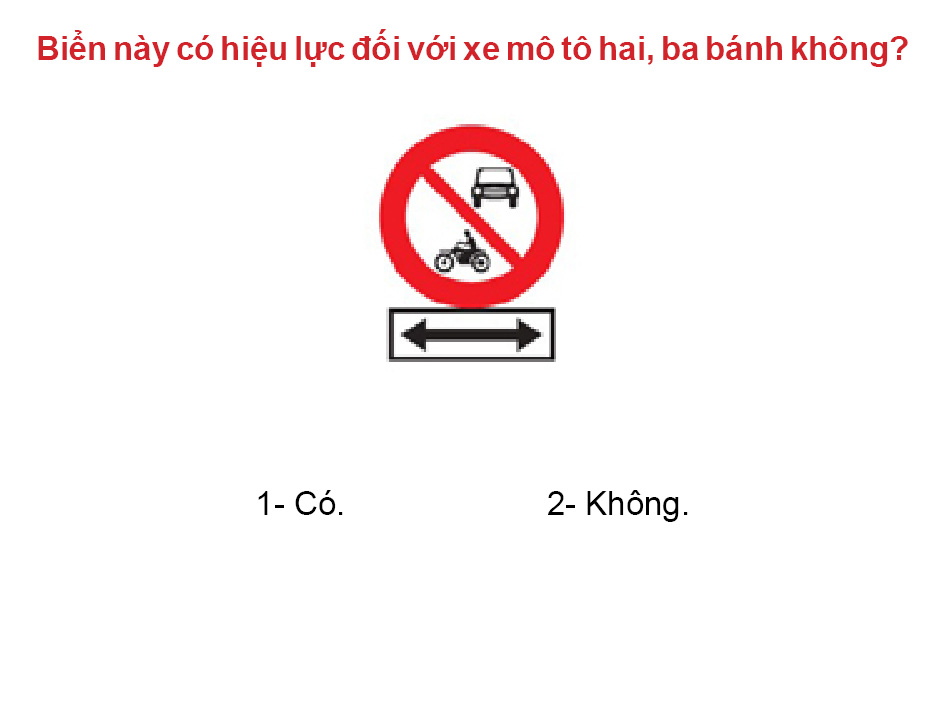 Biển này có hiệu lực đối với xe mô tô hai, ba bánh không?
1- Có. 2- Không.